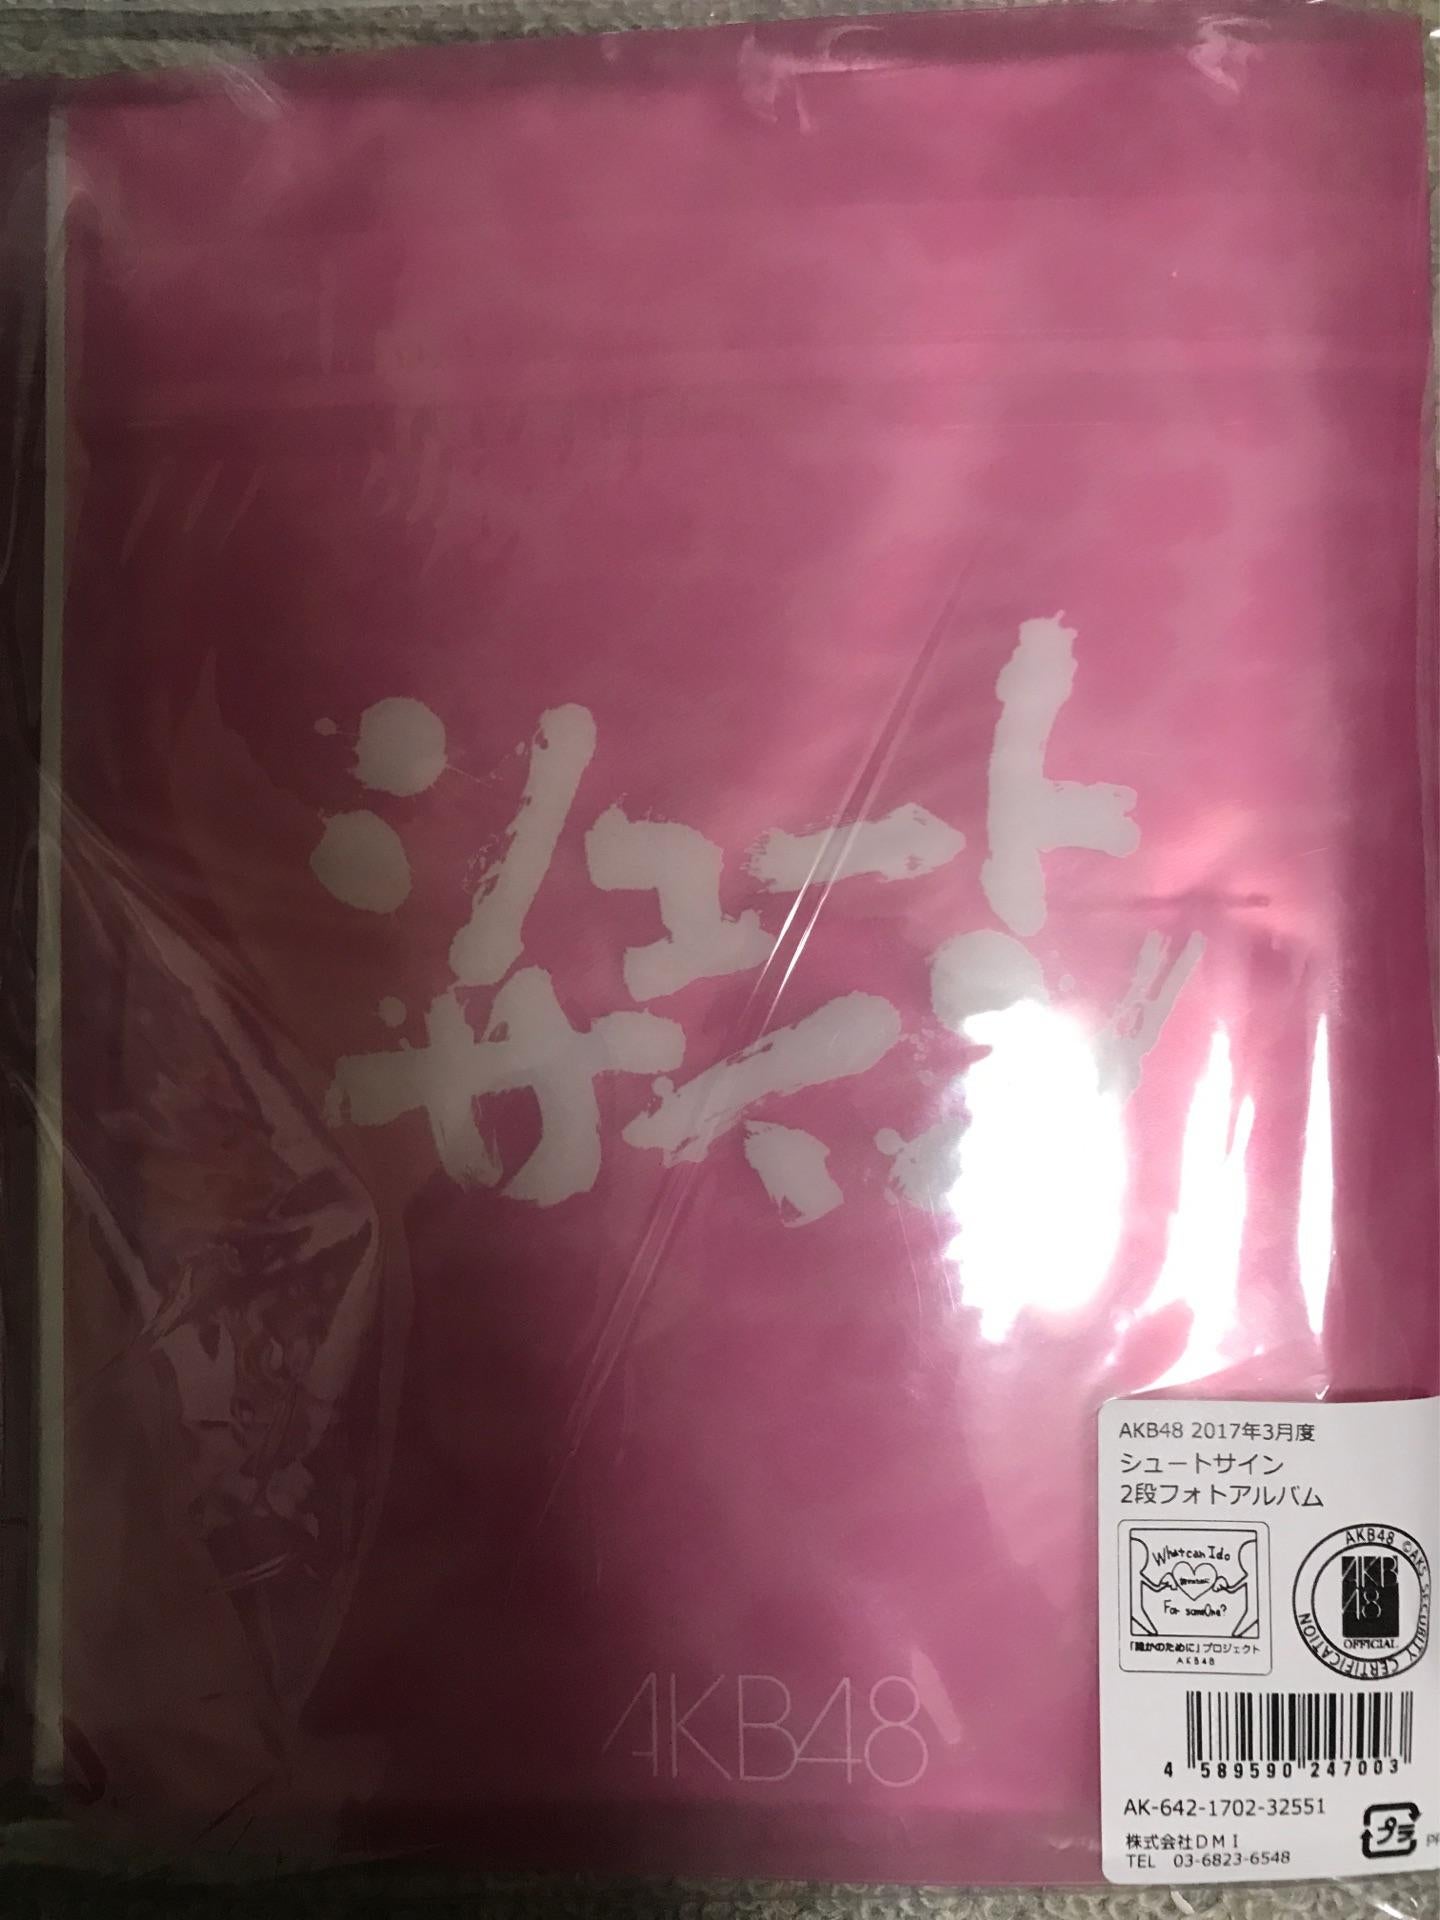 シュート
サイン
AKB48
AKB48 2017年3月度
シュートサイン
2段フォトアルバム
What can I do
For someOne?
「誰かのために」プロジェクト
AKB48
AKB48 ©AKS SECURITY CERTIFICATION
AKB
48
OFFICIAL
4 589590 247003
AK-642-1702-32551
プラ
株式会社DMI
TEL 03-6823-6548